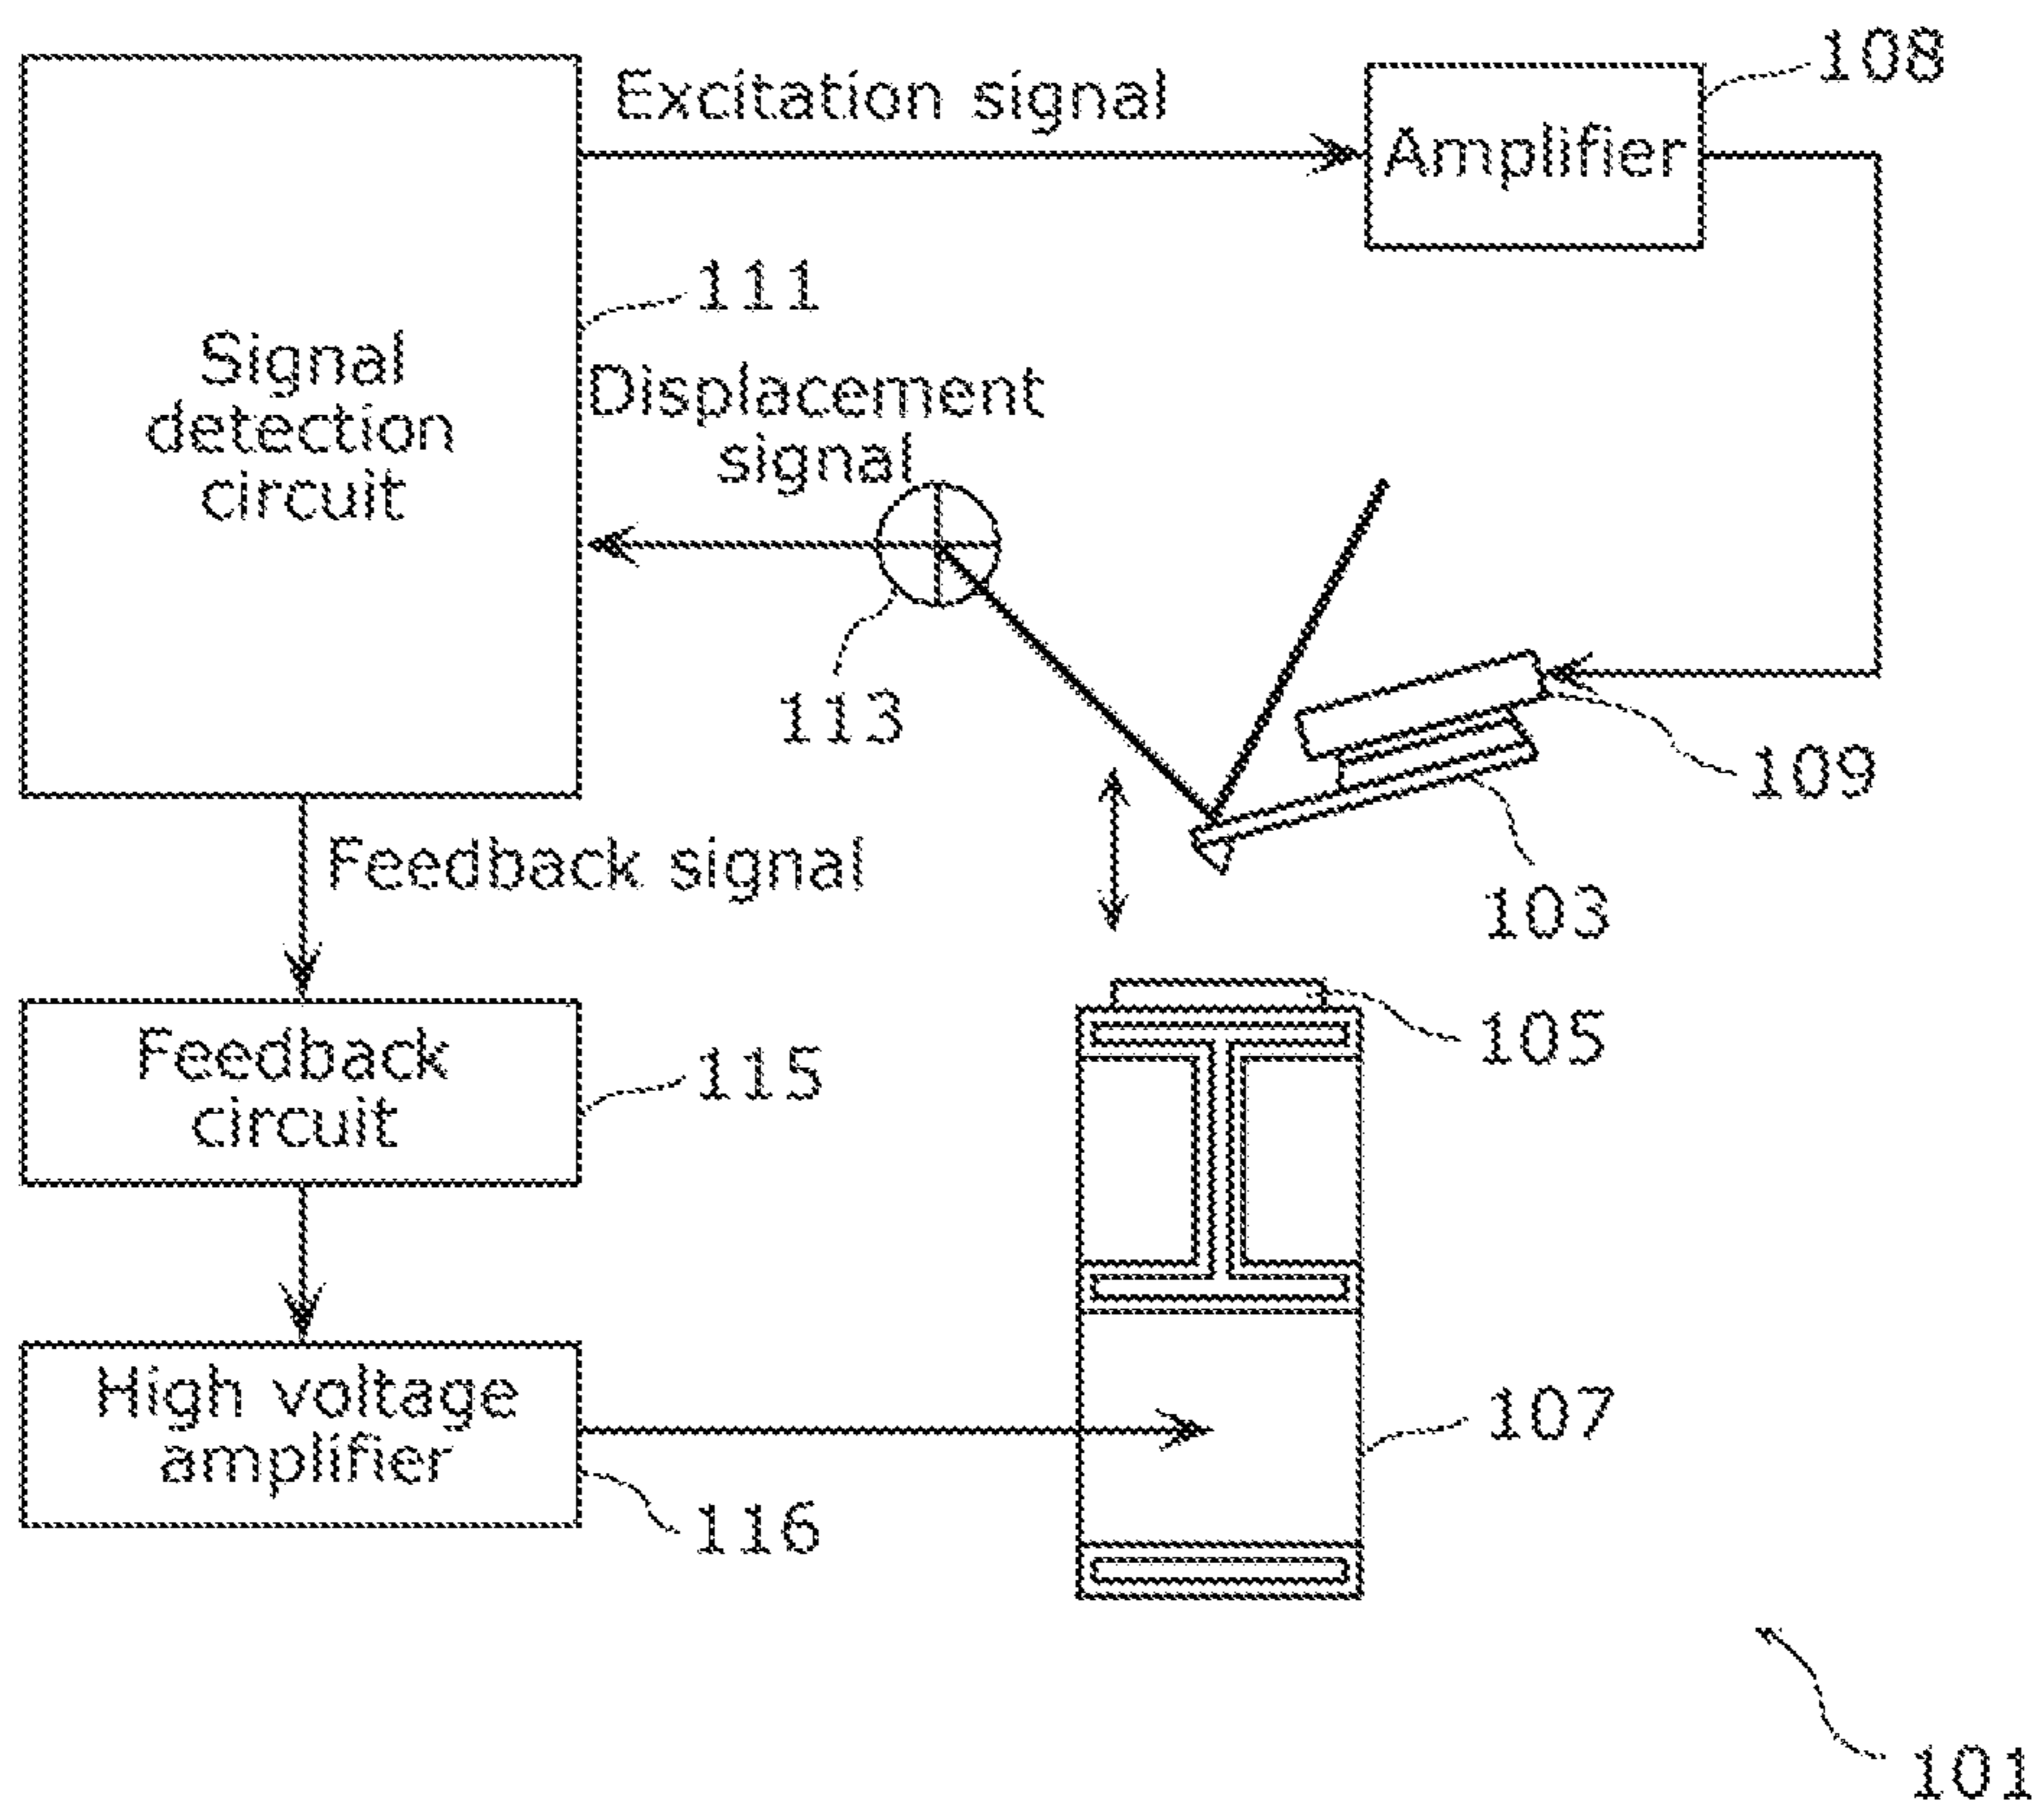 108
Excitation signal
Amplifier
111
Signal
detection
circuit
Displacement
signal
113
109
Feedback signal
103
105
Feedback
circuit
115
High voltage
amplifier
107
116
101